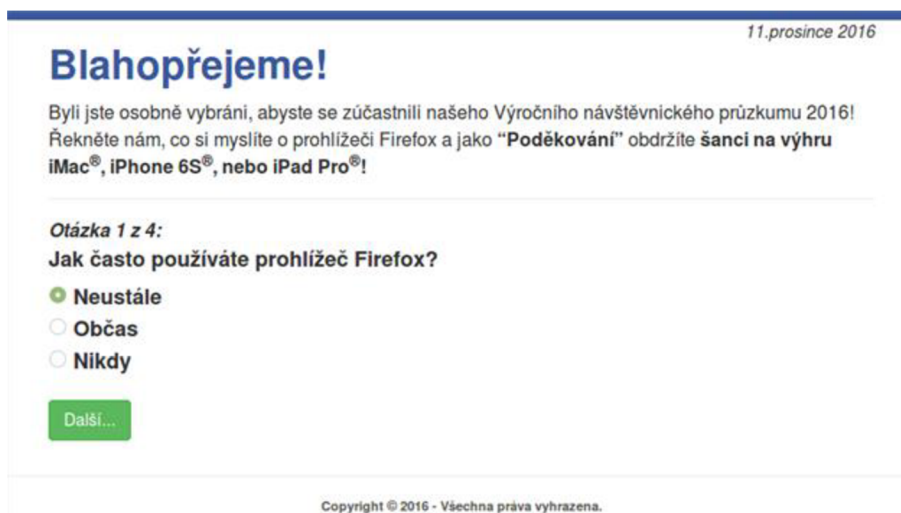 11.prosince 2016
Blahopřejeme!
Byli jste osobně vybráni, abyste se zúčastnili našeho Výročního návštěvnického průzkumu 2016!
Řekněte nám, co si myslíte o prohlížeči Firefox a jako “Poděkování” obdržíte šanci na výhru
iMac®, iPhone 6S®, nebo iPad Pro®!
Otázka 1 z 4:
Jak často používáte prohlížeč Firefox?
Neustále
Občas
Nikdy
Další...
Copyright © 2016 - Všechna práva vyhrazena.